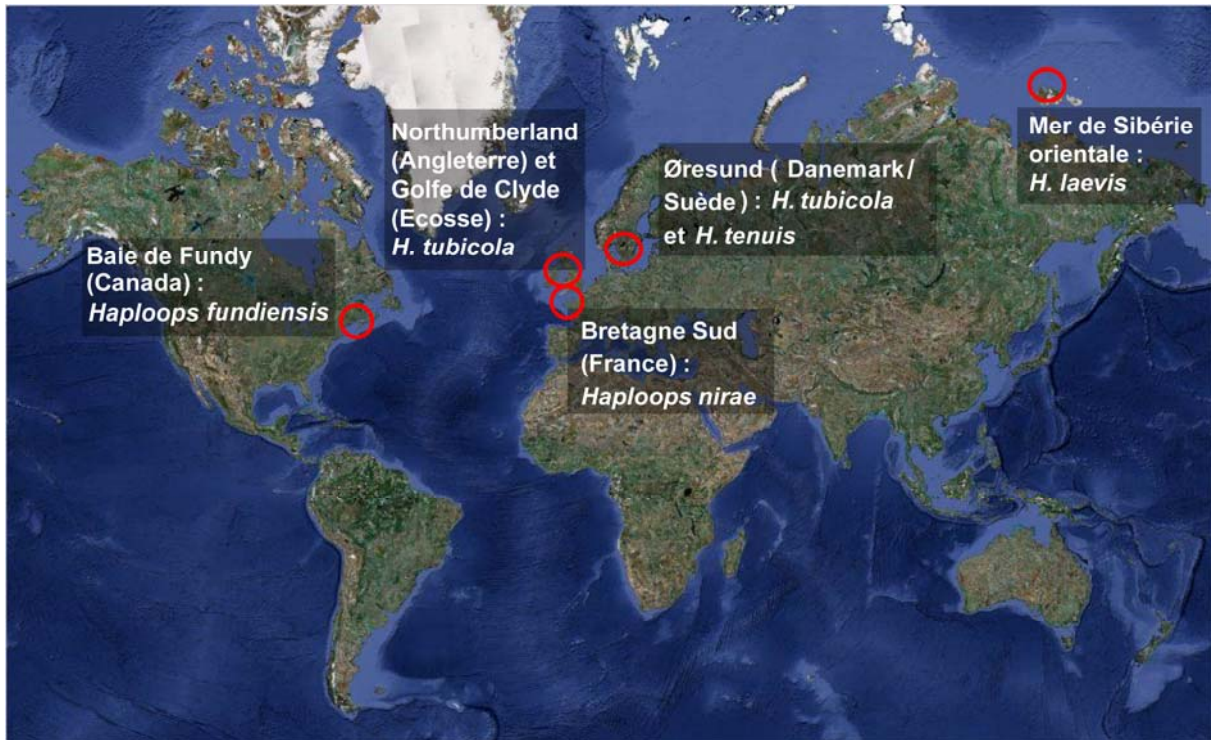 Northumberland
(Angleterre) et
Golfe de Clyde
(Ecosse) :
H. tubicola
Øresund ( Danemark/
Suède) : H. tubicola
et H. tenuis
Mer de Sibérie
orientale :
H. laevis
Baie de Fundy
(Canada) :
Haploops fundiensis
Bretagne Sud
(France) :
Haploops nirae